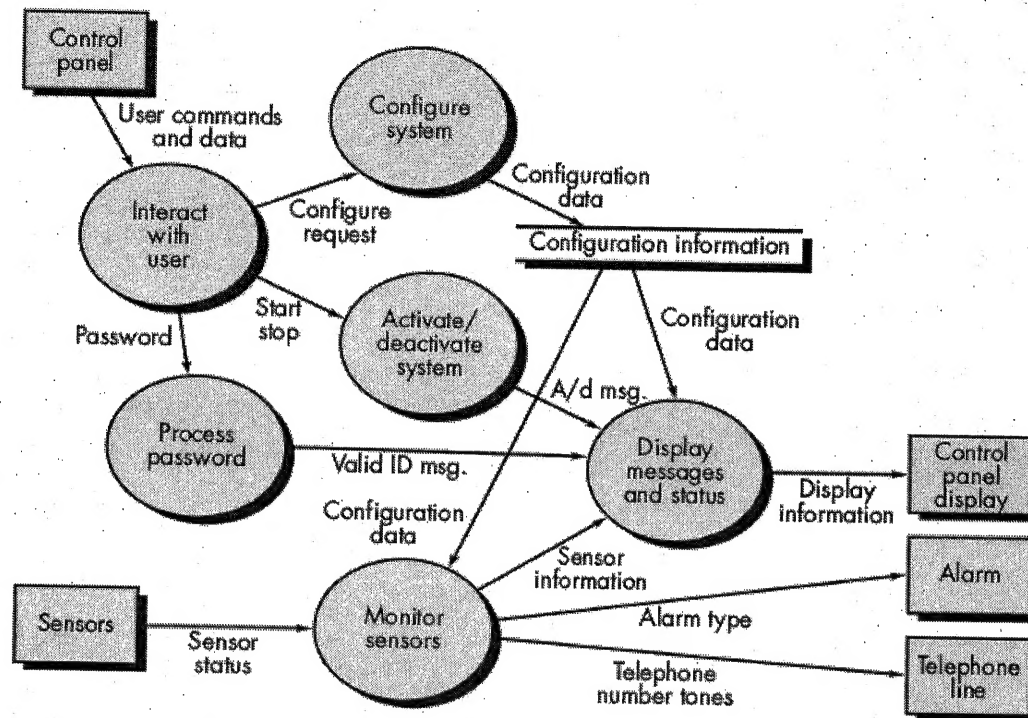 Control
panel
User commands
and data
Configure
system
Interact
with
user
Configure
request
Configuration
data
Configuration information
Password
Start
stop
Activate/
deactivate
system
Configuration
data
A/d msg.
Process
password
Valid ID msg.
Display
messages
and status
Control
panel
display
Display
information
Configuration
data
Sensor
information
Sensors
Sensor
status
Monitor
sensors
Alarm type
Alarm
Telephone
number tones
Telephone
line